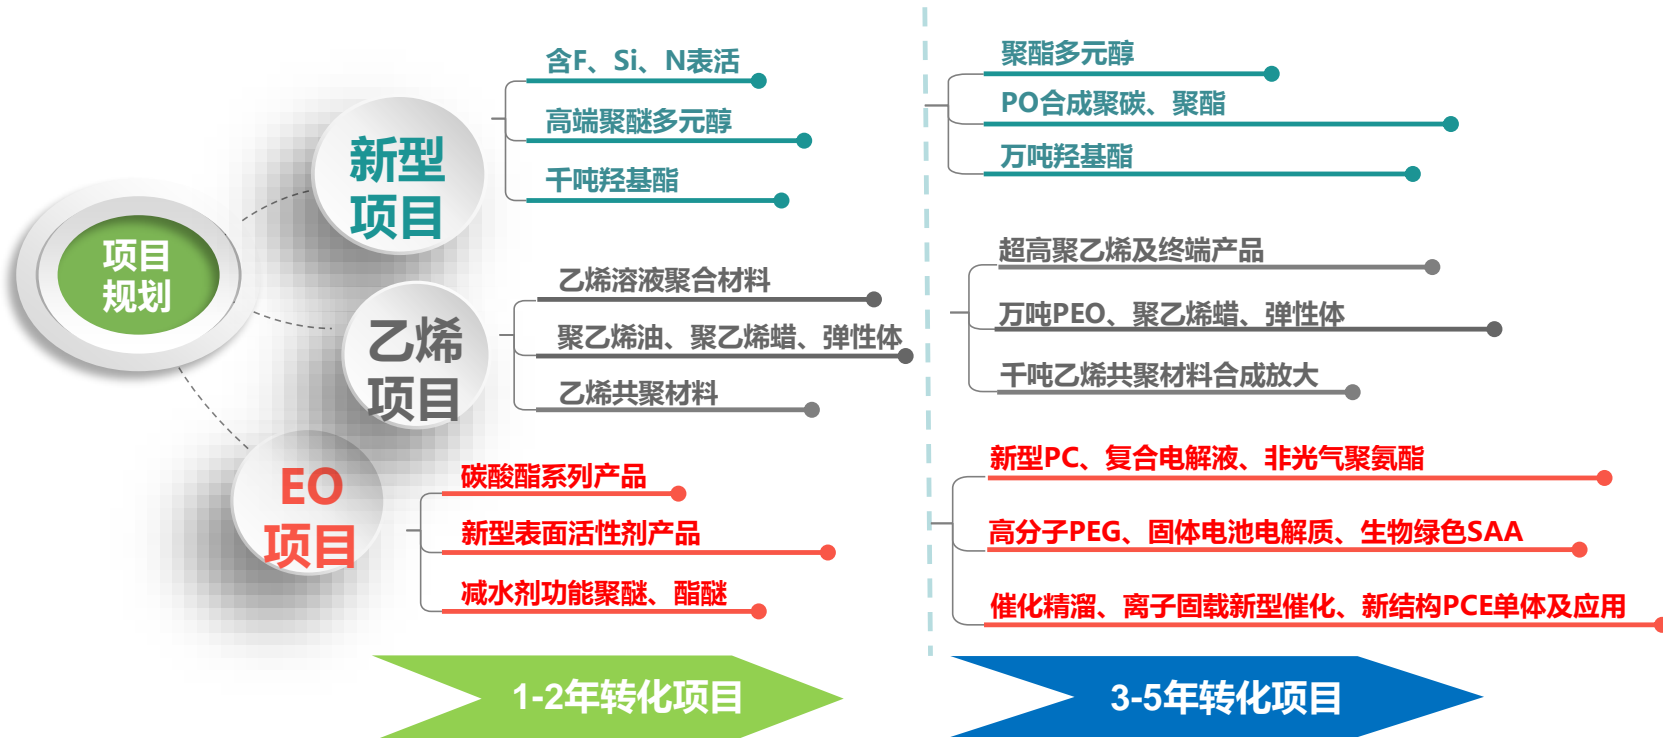 项目
规划
新型
项目
含F、Si、N表活
高端聚醚多元醇
千吨羟基酯
聚酯多元醇
PO合成聚碳、聚酯
万吨羟基酯
乙烯
项目
乙烯溶液聚合材料
聚乙烯油、聚乙烯蜡、弹性体
乙烯共聚材料
超高聚乙烯及终端产品
万吨PEO、聚乙烯蜡、弹性体
千吨乙烯共聚材料合成放大
EO
项目
碳酸酯系列产品
新型表面活性剂产品
减水剂功能聚醚、酯醚
新型PC、复合电解液、非光气聚氨酯
高分子PEG、固体电池电解质、生物绿色SAA
催化精溜、离子固载新型催化、新结构PCE单体及应用
1-2年转化项目
3-5年转化项目